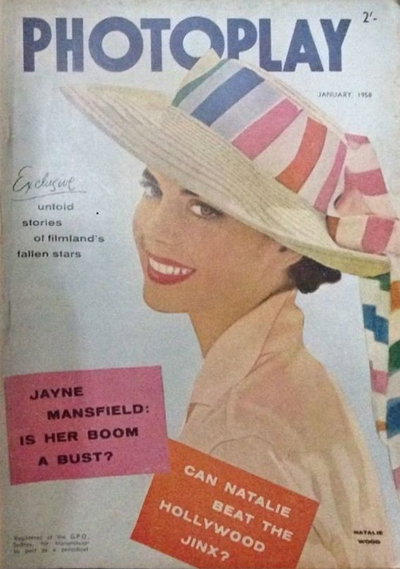 PHOTOPLAY
2'-
JANUARY, 1958
Exclusive
untold
stories
of filmland's
fallen stars
JAYNE
MANSFIELD:
IS HER BOOM
A BUST?
CAN NATALIE
BEAT THE
HOLLYWOOD
JINX?
Registered at the G.P.O.
Sydney, for transmission
by post as a periodical
NATALIE
WOOD